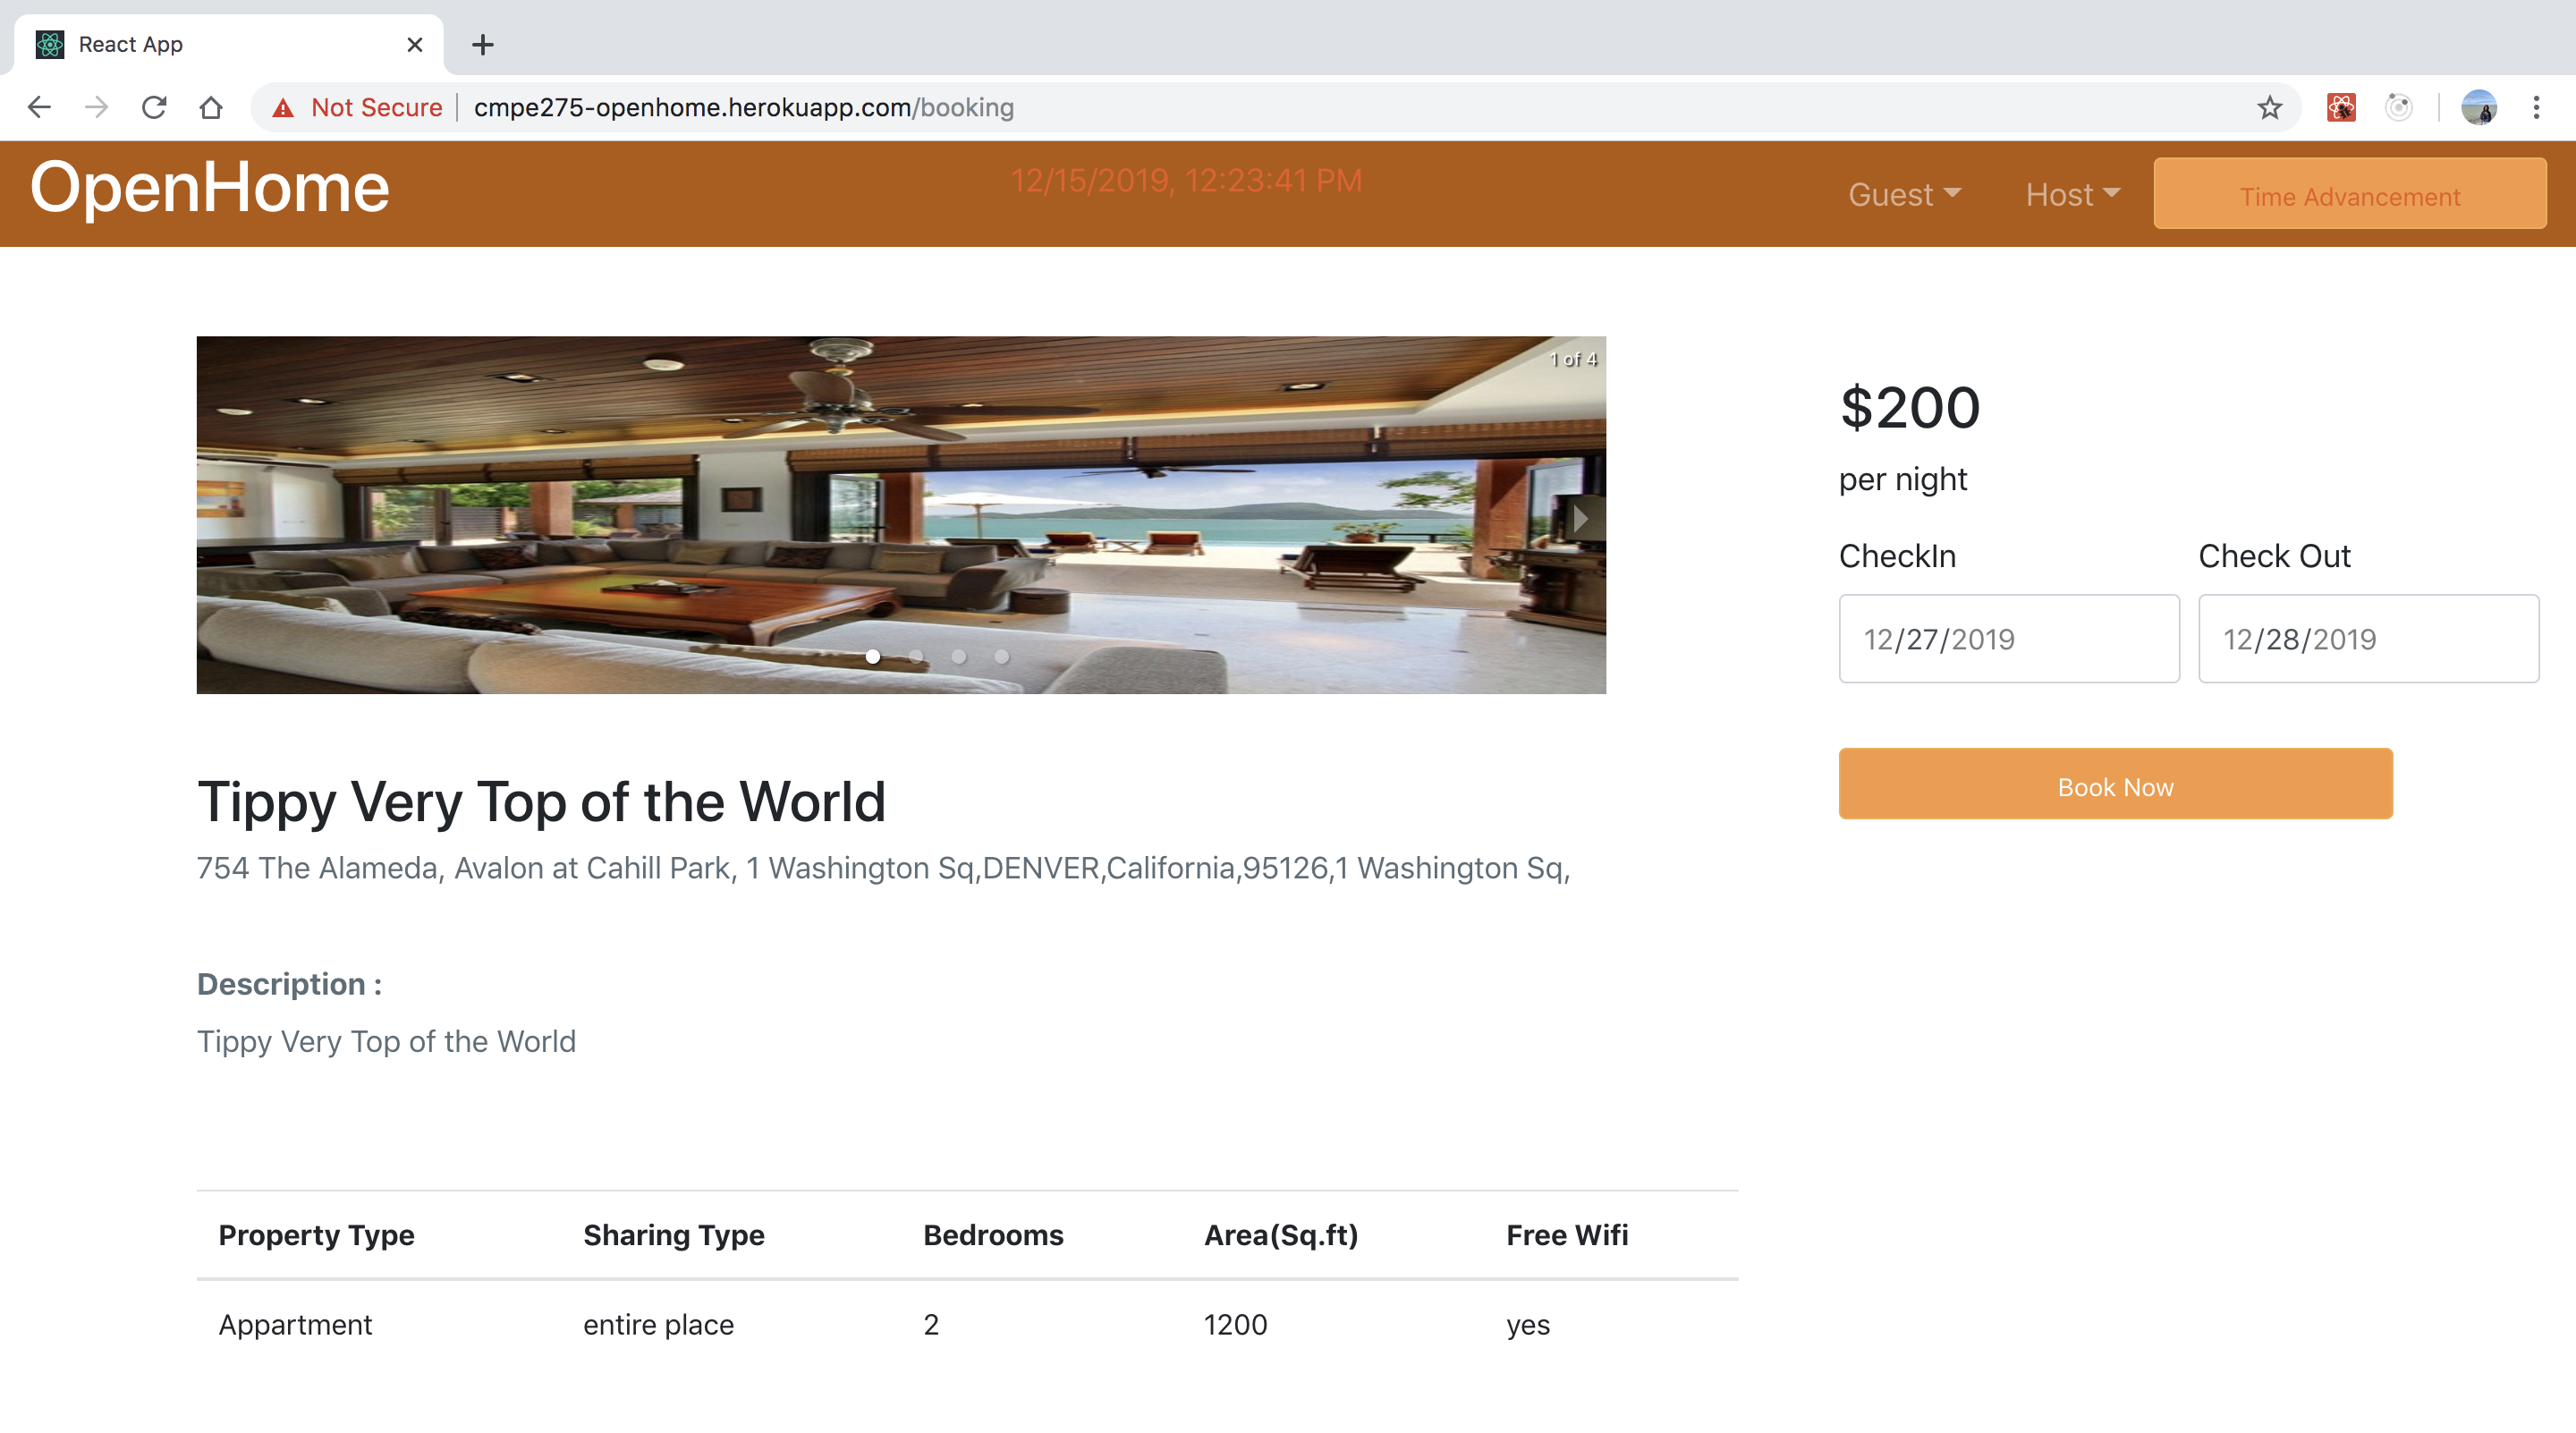 React App
Not Secure cmpe275-openhome.herokuapp.com/booking
OpenHome
12/15/2019, 12:23:41 PM
Guest
Host
Time Advancement
1 of 4
$200
per night
CheckIn
Check Out
12/27/2019
12/28/2019
Book Now
Tippy Very Top of the World
754 The Alameda, Avalon at Cahill Park, 1 Washington Sq,DENVER,California,95126,1 Washington Sq,
Description :
Tippy Very Top of the World
Property Type Sharing Type Bedrooms Area(Sq.ft) Free Wifi
Appartment entire place 2 1200 yes